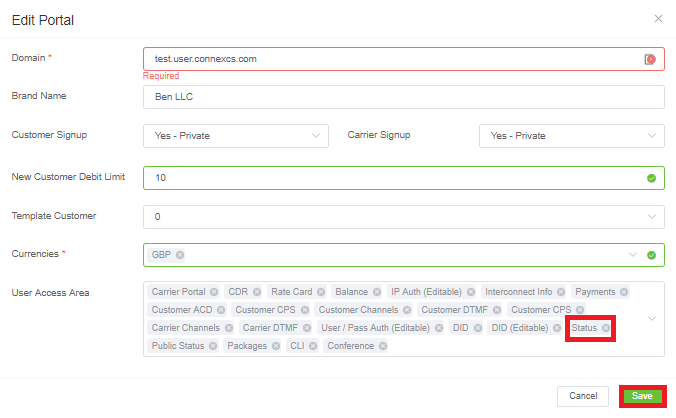 Edit Portal
Domain * test.user.connexcs.com
Required
Brand Name Ben LLC
Customer Signup Yes - Private Carrier Signup Yes - Private
New Customer Debit Limit 10
Template Customer 0
Currencies * GBP
User Access Area Carrier Portal CDR Rate Card Balance IP Auth (Editable) Interconnect Info Payments
Customer ACD Customer CPS Customer Channels Customer DTMF Customer CPS
Carrier Channels Carrier DTMF User / Pass Auth (Editable) DID DID (Editable) Status
Public Status Packages CLI Conference
Cancel Save